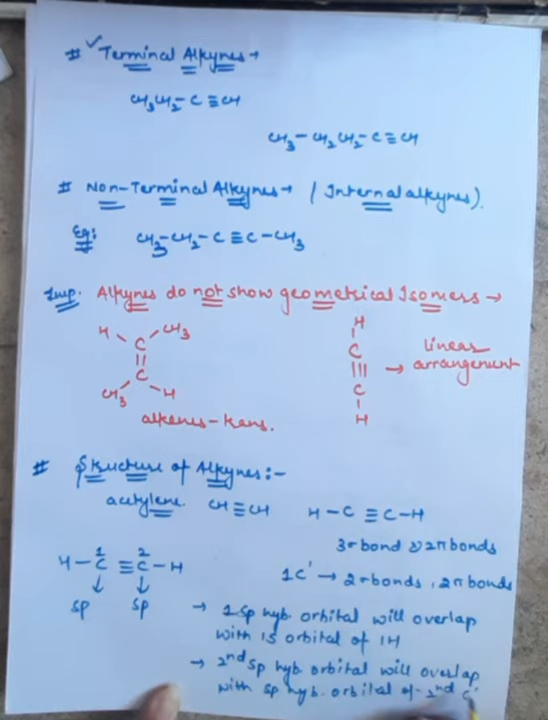 # ✓Terminal Alkynes →
CH3CH2-C≡CH
CH3-CH2CH2-C≡CH
# Non-Terminal Alkynes → (Internal alkynes).
Eg: CH3-CH2-C≡C-CH3
Imp. Alkynes do not show geometrical Isomers →
H CH3
C
||
C
CH3 H
alkenes-trans.
H
C
|||
C
H
→ linear
arrangement
# Structure of Alkynes:-
acetylene. CH≡CH H-C≡C-H
3σ bond & 2π bonds
H-C≡C-H
1 2
1C' → 2σ bonds, 2π bonds
↓ ↓
sp sp
→ 1 sp hyb. orbital will overlap
with 1s orbital of 1H
→ 2nd sp hyb. orbital will overlap
with sp hyb. orbital of 2nd C'